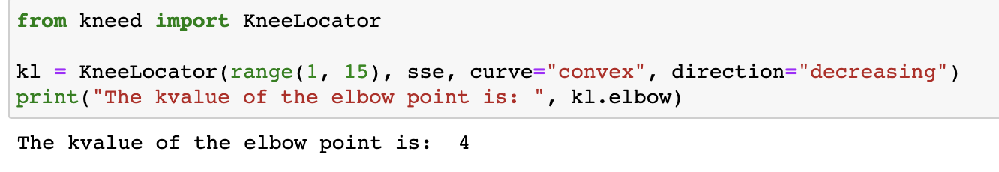 from kneed import KneeLocator
kl = KneeLocator(range(1, 15), sse, curve="convex", direction="decreasing")
print("The kvalue of the elbow point is: ", kl.elbow)
The kvalue of the elbow point is:  4